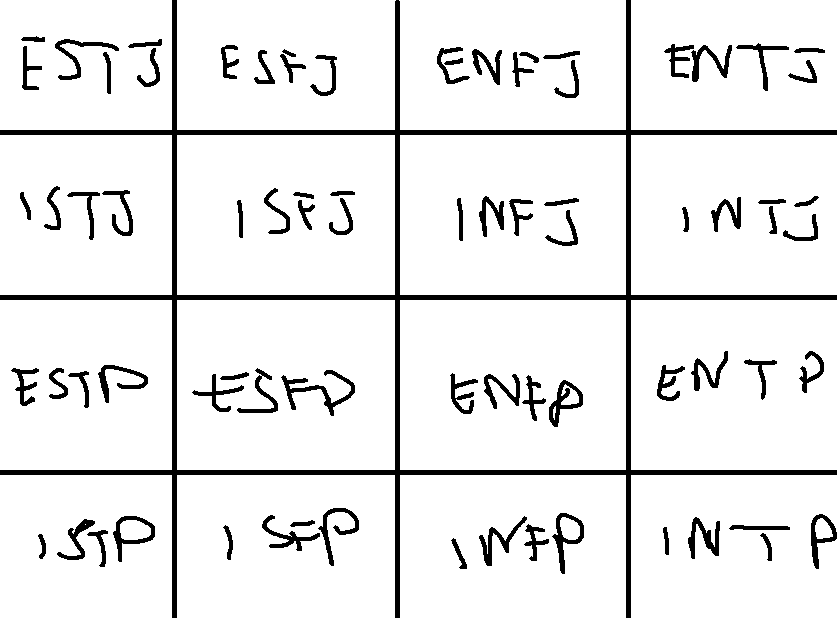 ESTJ ESFJ ENFJ ENTJ
ISTJ ISFJ INFJ INTJ
ESTP ESFP ENFP ENTP
ISTP ISFP INFP INTP